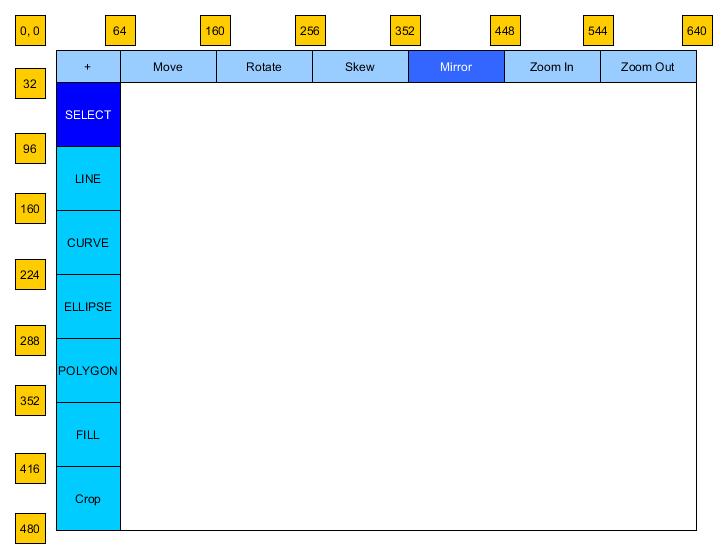 0, 0 64 160 256 352 448 544 640
+ Move Rotate Skew Mirror Zoom In Zoom Out
32
SELECT
96
LINE
160
CURVE
224
ELLIPSE
288
POLYGON
352
FILL
416
Crop
480